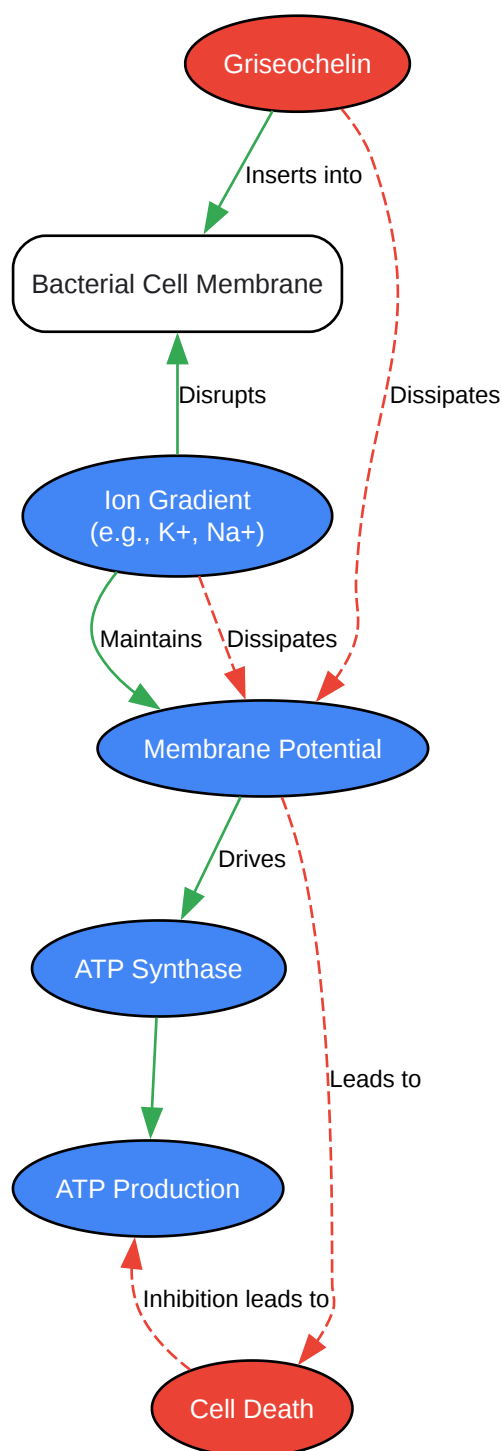 Griseochelin
Inserts into
Bacterial Cell Membrane
Disrupts
Dissipates
Ion Gradient
(e.g., K+, Na+)
Maintains
Dissipates
Membrane Potential
Drives
ATP Synthase
Leads to
ATP Production
Inhibition leads to
Cell Death